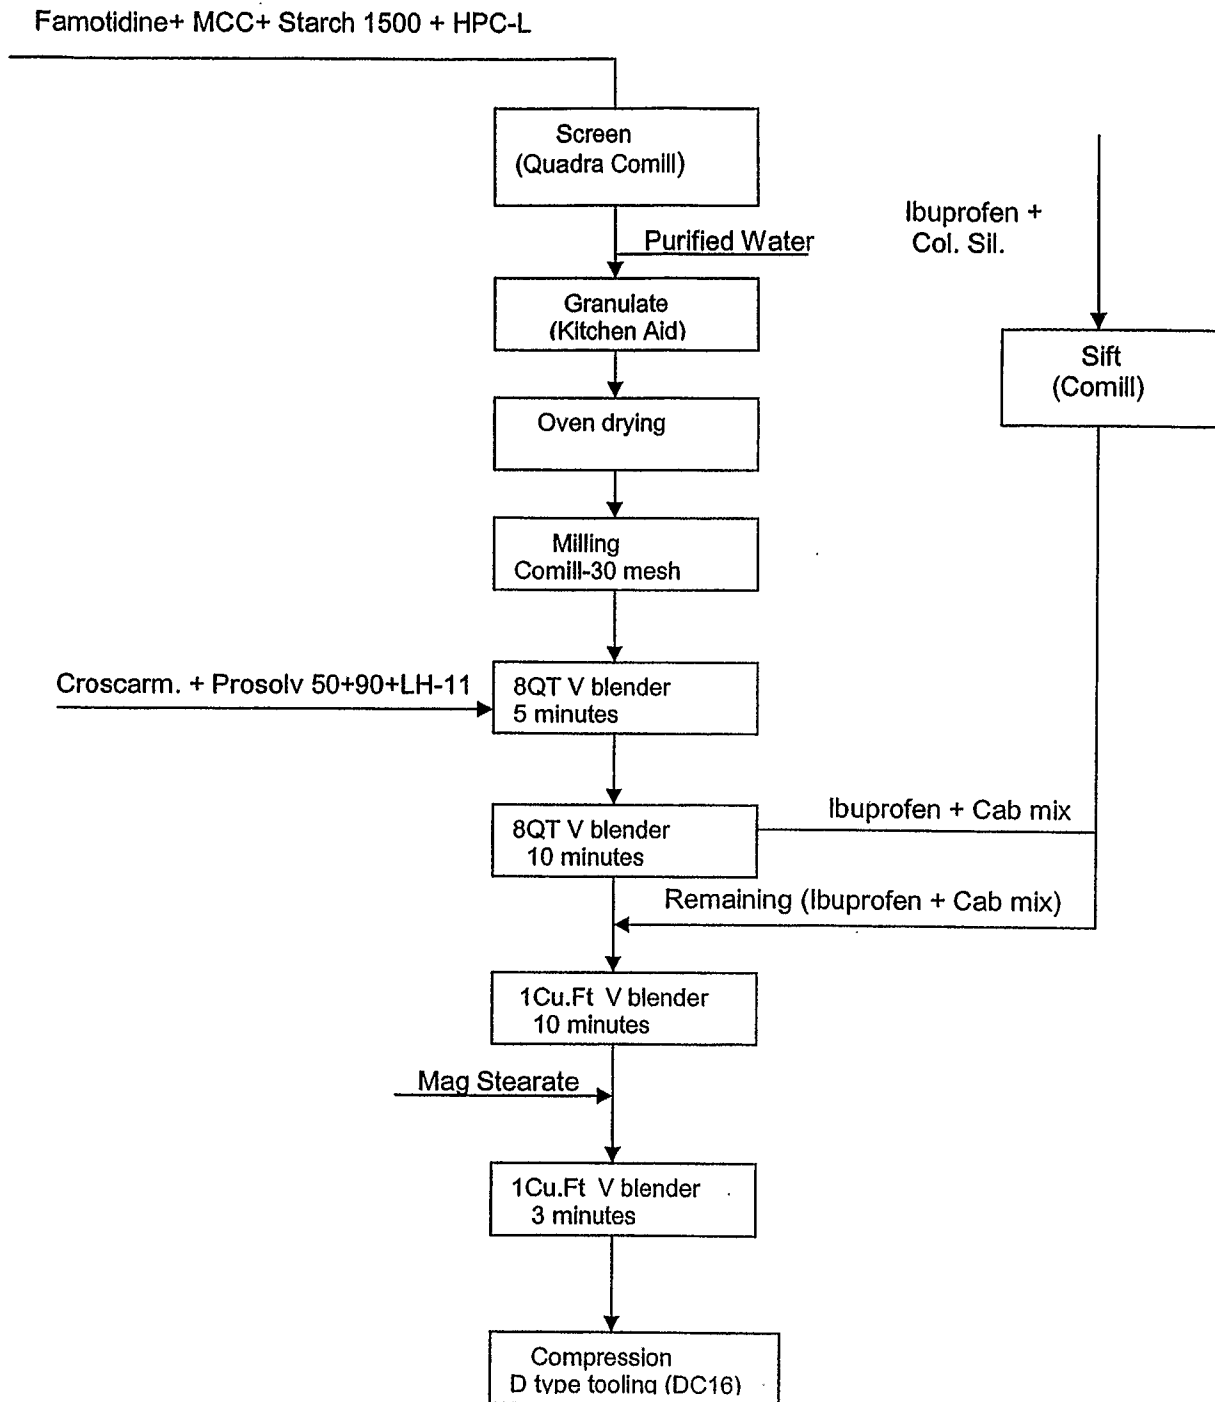 Famotidine+ MCC+ Starch 1500 + HPC-L
Screen
(Quadra Comill)
Ibuprofen +
Col. Sil.
Purified Water
Granulate
(Kitchen Aid)
Sift
(Comill)
Oven drying
Milling
Comill-30 mesh
Croscarm. + Prosolv 50+90+LH-11
8QT V blender
5 minutes
Ibuprofen + Cab mix
8QT V blender
10 minutes
Remaining (Ibuprofen + Cab mix)
1Cu.Ft V blender
10 minutes
Mag Stearate
1Cu.Ft V blender
3 minutes
Compression
D type tooling (DC16)